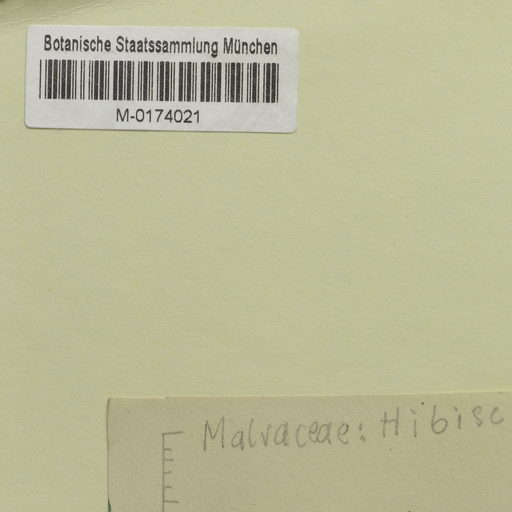 Botanische Staatssammlung München
M-0174021
Malvaceae: Hibisc